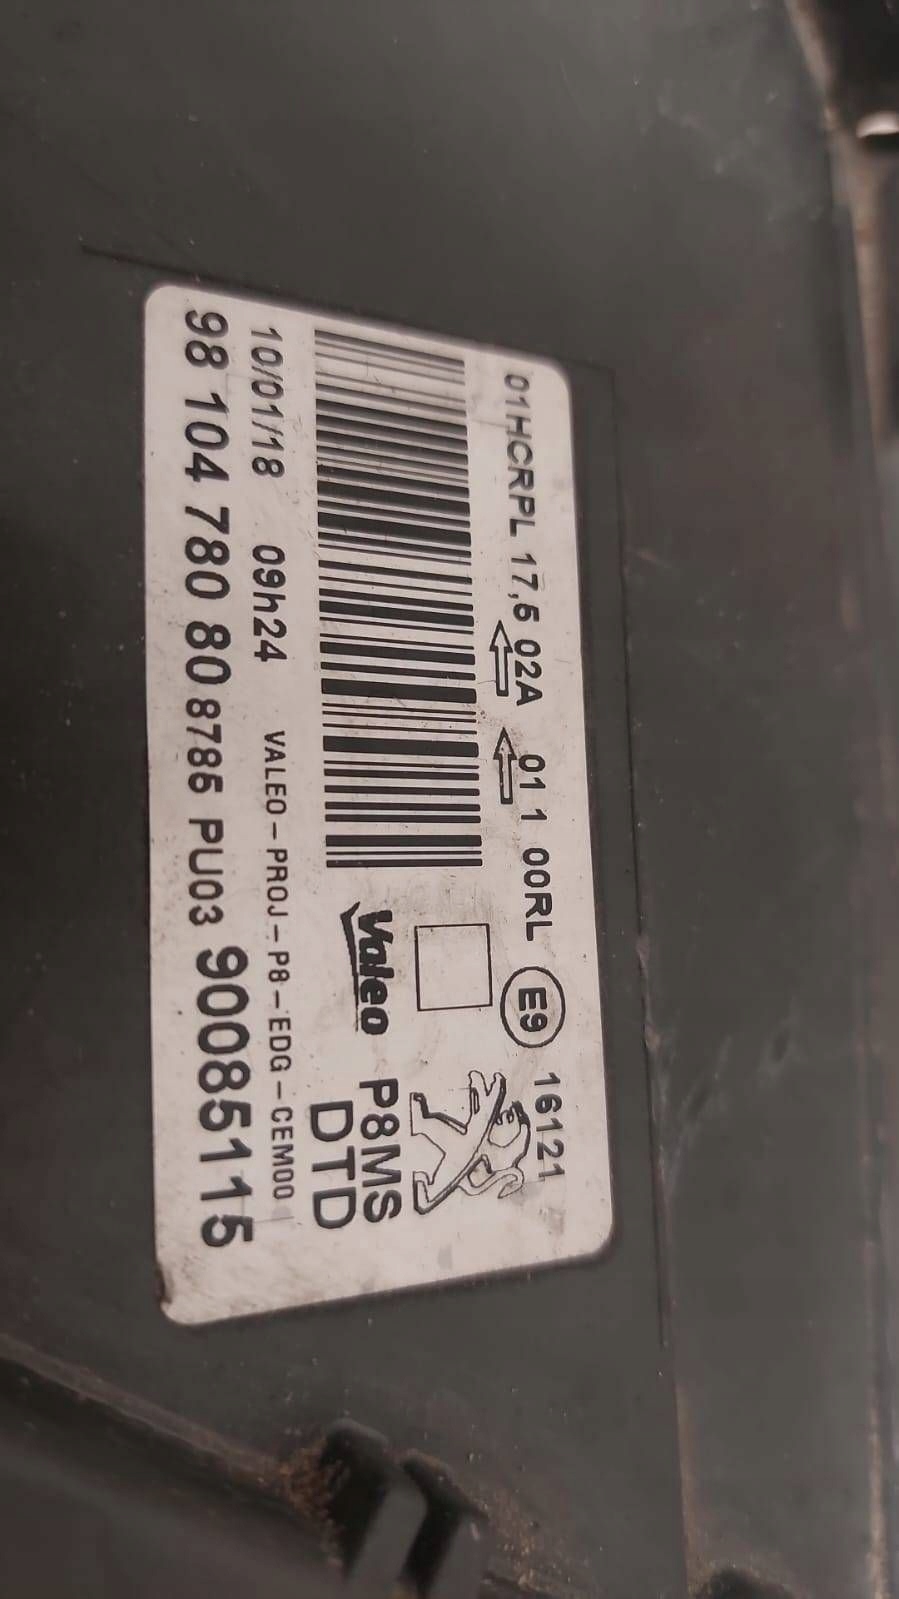 01HCRPL 17,5 02A 01 1 00RL E9 16121
Valeo P8MS
DTD
10/01/18 09h24 VALEO-PROJ-P8-EDG-CEM00
98 104 780 80 8785 PU03 90085115